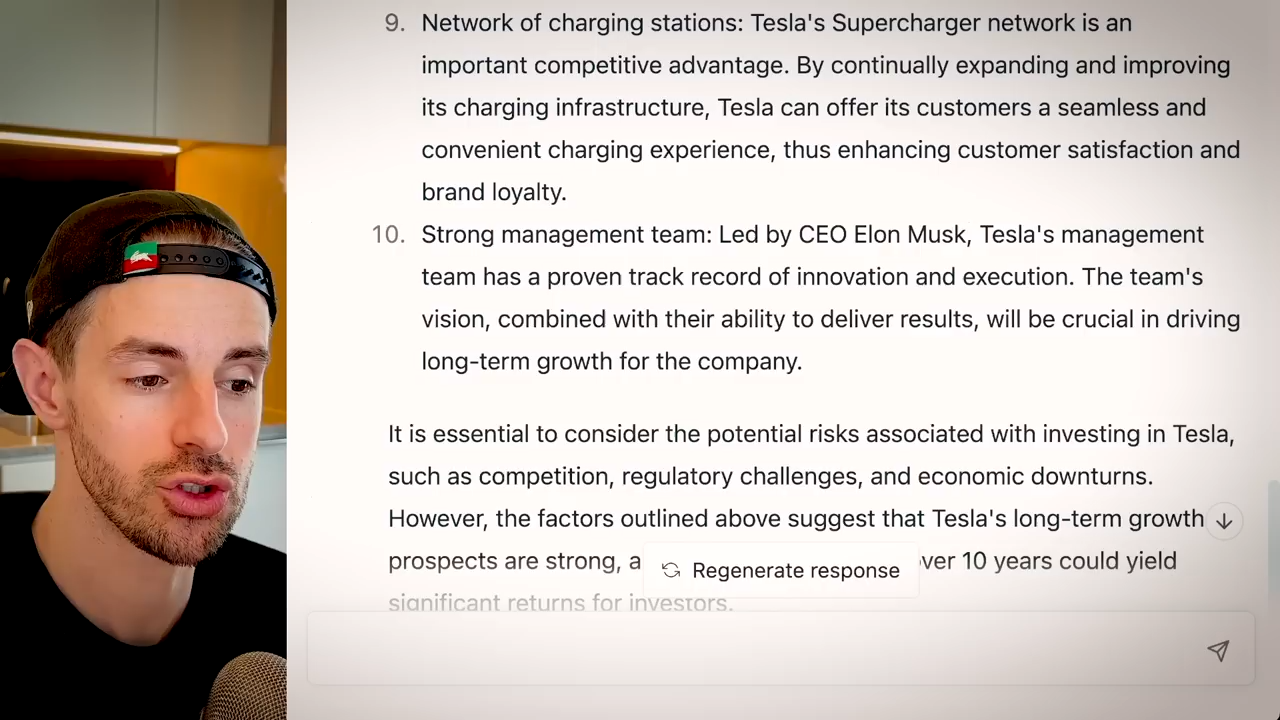 9. Network of charging stations: Tesla's Supercharger network is an
important competitive advantage. By continually expanding and improving
its charging infrastructure, Tesla can offer its customers a seamless and
convenient charging experience, thus enhancing customer satisfaction and
brand loyalty.
10. Strong management team: Led by CEO Elon Musk, Tesla's management
team has a proven track record of innovation and execution. The team's
vision, combined with their ability to deliver results, will be crucial in driving
long-term growth for the company.
It is essential to consider the potential risks associated with investing in Tesla,
such as competition, regulatory challenges, and economic downturns.
However, the factors outlined above suggest that Tesla's long-term growth
prospects are strong, a over 10 years could yield
Regenerate response
significant returns for investors.